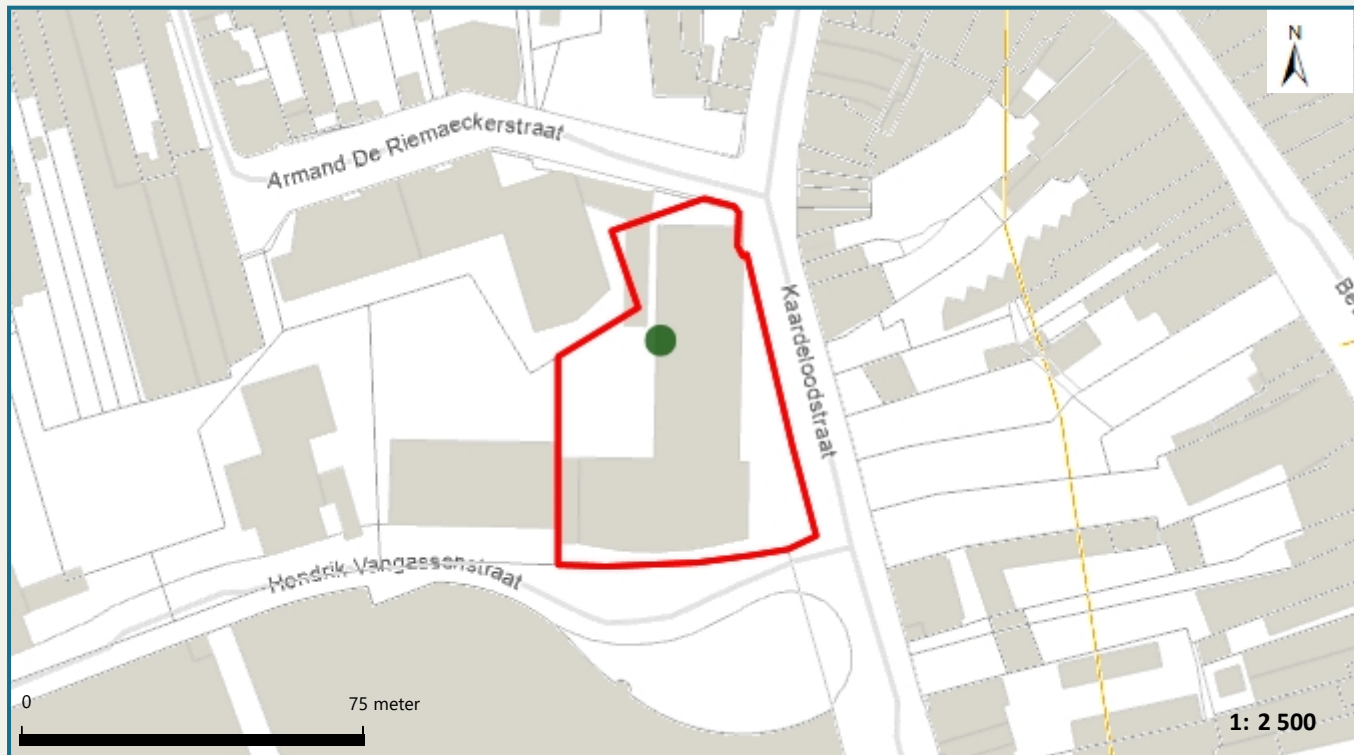 N
Armand De Riemaeckerstraat
Kaardeloodstraat
Hendrik Vangassenstraat
0
75 meter
1: 2 500